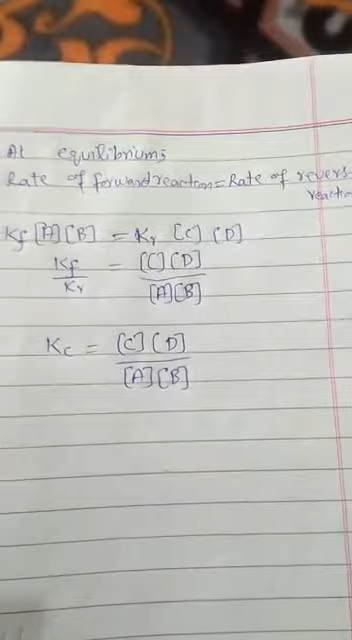 At equilibrium;
Rate of forward reaction = Rate of revers
reaction
Kf [A] [B] = Kr [C] [D]
Kf/Kr = [C] [D]/[A] [B]
Kc = [C] [D]/[A] [B]